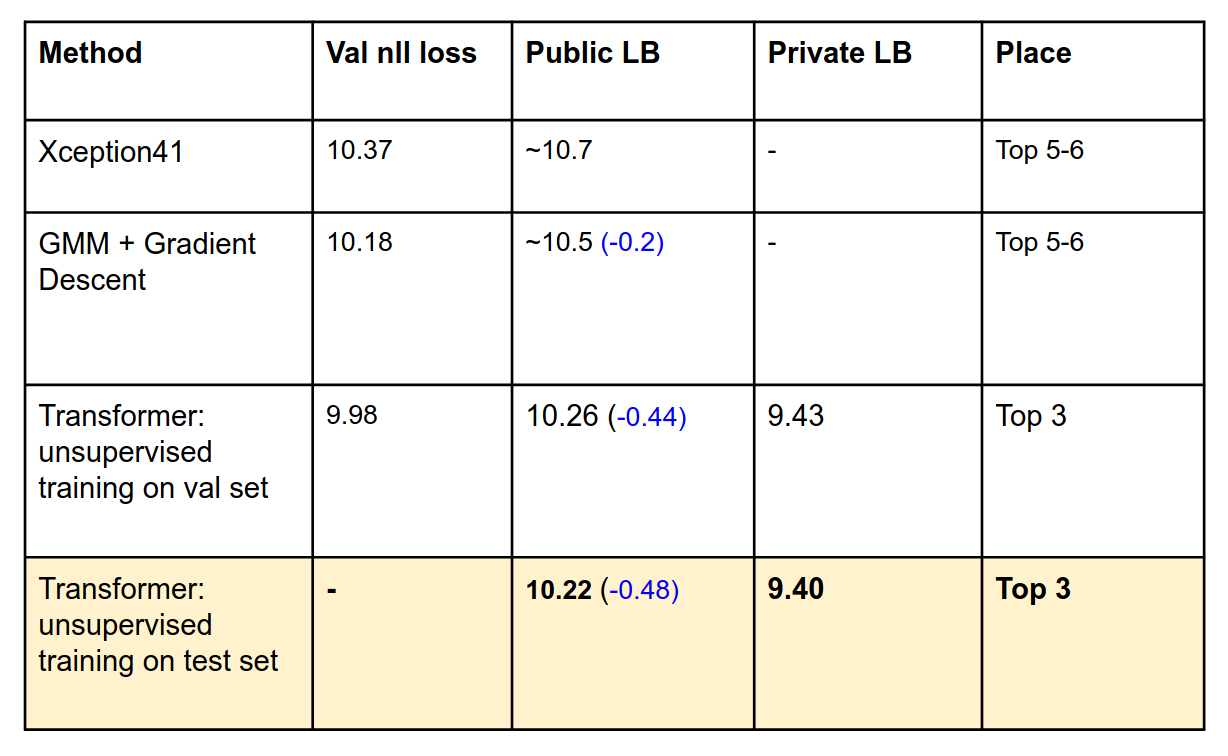 Method Val nll loss Public LB Private LB Place
Xception41 10.37 ~10.7 - Top 5-6
GMM + Gradient 10.18 ~10.5 (-0.2) - Top 5-6
Descent
Transformer: 9.98 10.26 (-0.44) 9.43 Top 3
unsupervised
training on val set
Transformer: - 10.22 (-0.48) 9.40 Top 3
unsupervised
training on test set